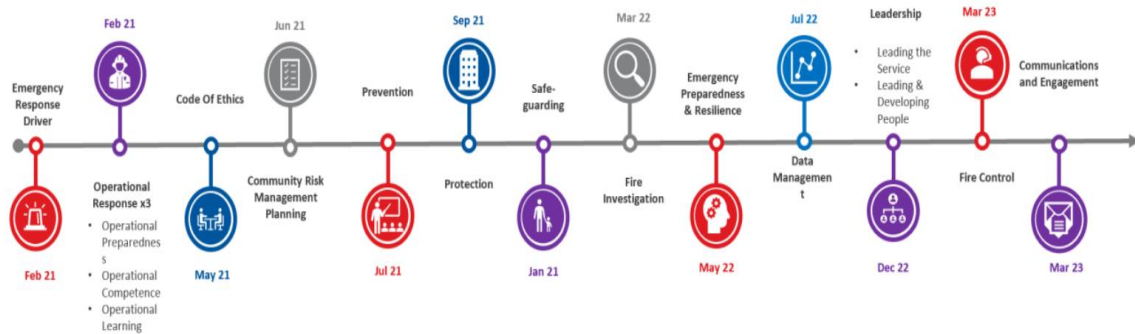 Feb 21
Jun 21
Sep 21
Mar 22
Jul 22
Leadership
• Leading the
Service
• Leading &
Developing
People
Mar 23
Emergency
Response
Driver
Code Of Ethics
Prevention
Safe-
guarding
Emergency
Preparedness
& Resilience
Communications
and Engagement
Operational
Response x3
• Operational
Preparednes
s
• Operational
Competence
• Operational
Learning
Community Risk
Management
Planning
Protection
Fire
Investigation
Data
Managemen
t
Fire Control
Feb 21
May 21
Jul 21
Jan 21
May 22
Dec 22
Mar 23